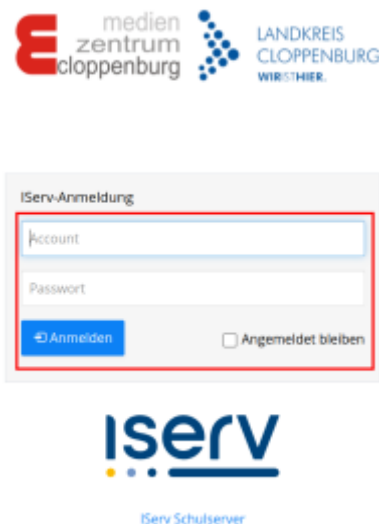 medien
zentrum
cloppenburg
LANDKREIS
CLOPPENBURG
WIRISTHIER.
IServ-Anmeldung
Account
Passwort
Anmelden
Angemeldet bleiben
ISerV
IServ Schulserver